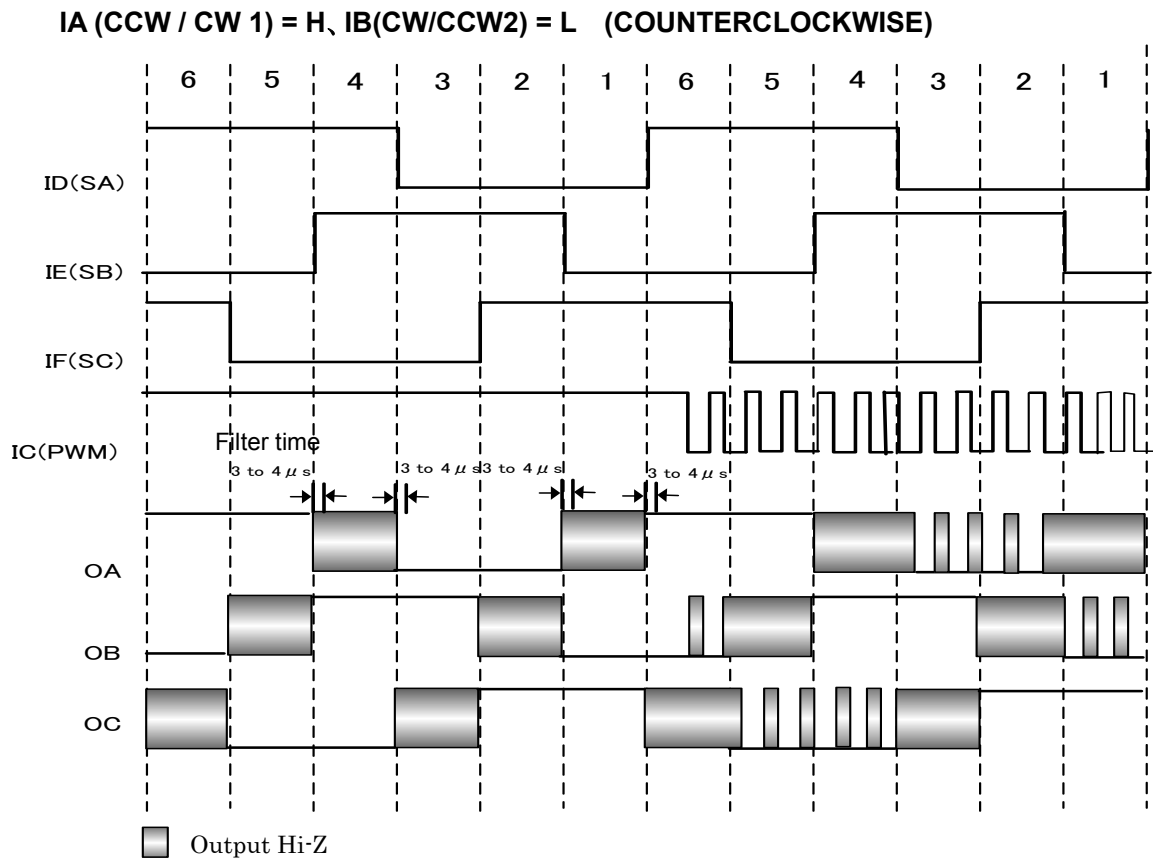 IA (CCW / CW 1) = H、IB(CW/CCW2) = L (COUNTERCLOCKWISE)
6 5 4 3 2 1 6 5 4 3 2 1
ID(SA)
IE(SB)
IF(SC)
IC(PWM)
Filter time
3 to 4 μ s 3 to 4 μ s 3 to 4 μ s 3 to 4 μ s
OA
OB
OC
Output Hi-Z